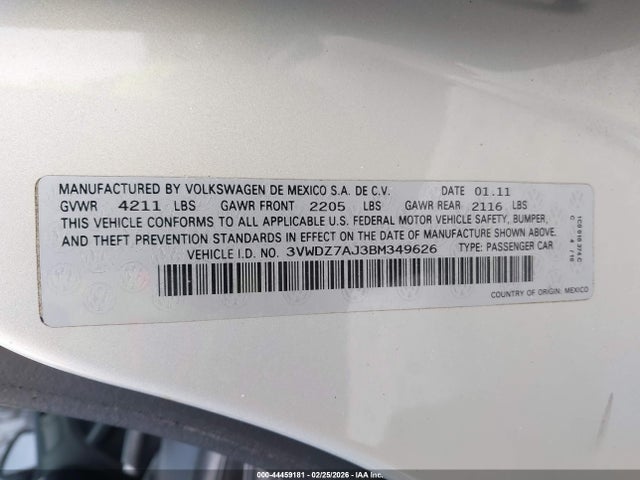 MANUFACTURED BY VOLKSWAGEN DE MEXICO S.A. DE C.V. DATE 01.11
GVWR 4211 LBS GAWR FRONT 2205 LBS GAWR REAR 2116 LBS
THIS VEHICLE CONFORMS TO ALL APPLICABLE U.S. FEDERAL MOTOR VEHICLE SAFETY, BUMPER,
AND THEFT PREVENTION STANDARDS IN EFFECT ON THE DATE OF MANUFACTURE SHOWN ABOVE.
VEHICLE I.D. NO. 3VWDZ7AJ3BM349626 TYPE: PASSENGER CAR
COUNTRY OF ORIGIN: MEXICO
000-44459181 - 02/25/2026 - COPYRIGHT IAA, LLC